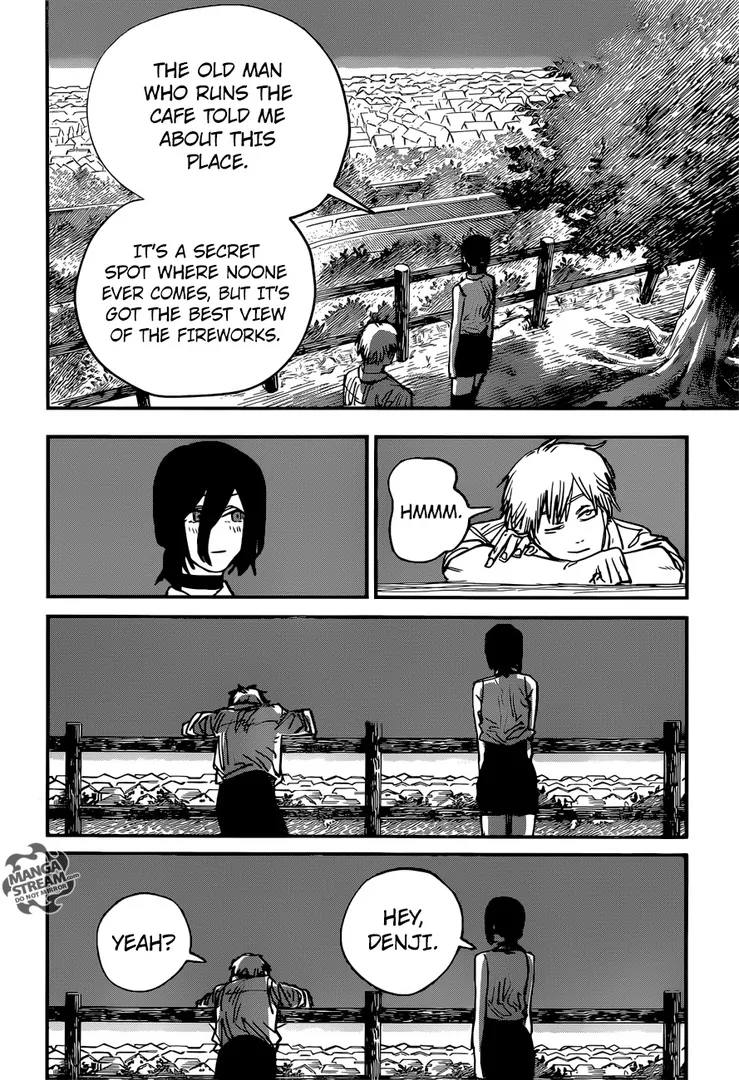 THE OLD MAN
WHO RUNS THE
CAFE TOLD ME
ABOUT THIS
PLACE.
IT'S A SECRET
SPOT WHERE NOONE
EVER COMES, BUT IT'S
GOT THE BEST VIEW
OF THE FIREWORKS.
HMMM.
HEY,
DENJI.
YEAH?
MANGA
STREAM.com
DO NOT MIRROR